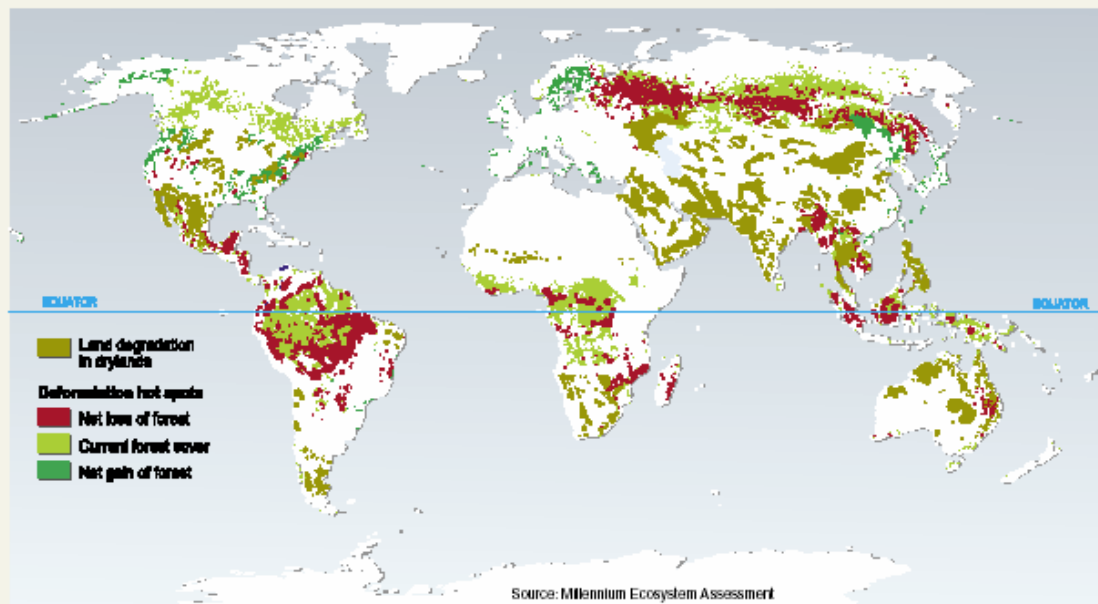 EQUATOR
EQUATOR
Land degradation
in drylands
Deforestation hot spots
Net loss of forest
Current forest cover
Net gain of forest
Source: Millennium Ecosystem Assessment